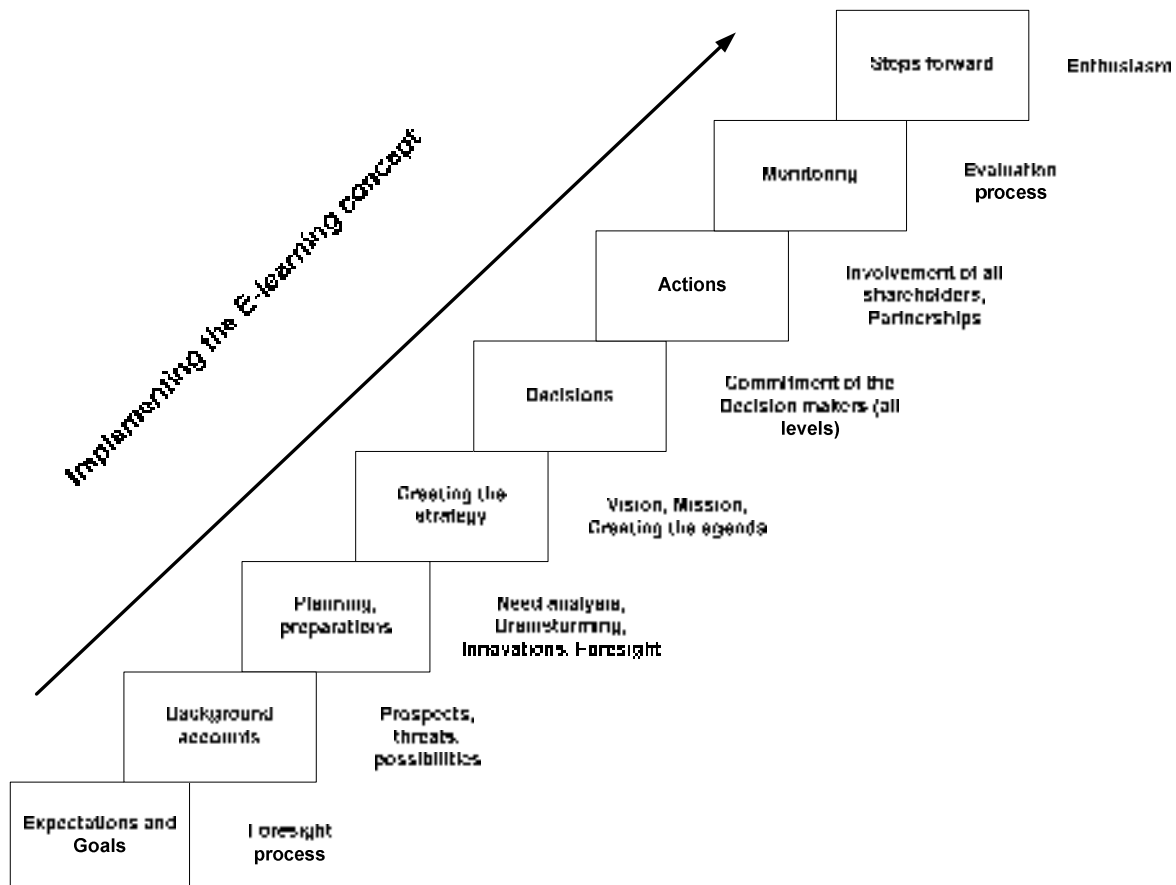 Steps forward
Enthusiasm
Implementing the E-learning concept
Monitoring
Evaluation
process
Actions
Involvement of all
shareholders,
Partnerships
Decisions
Commitment of the
Decision makers (all
levels)
Creating the
strategy
Vision, Mission,
Creating the agenda
Planning,
preparations
Need analysis,
Brainstorming,
Innovations, Foresight
Background
accounts
Prospects,
threats,
possibilities
Expectations and
Goals
Foresight
process